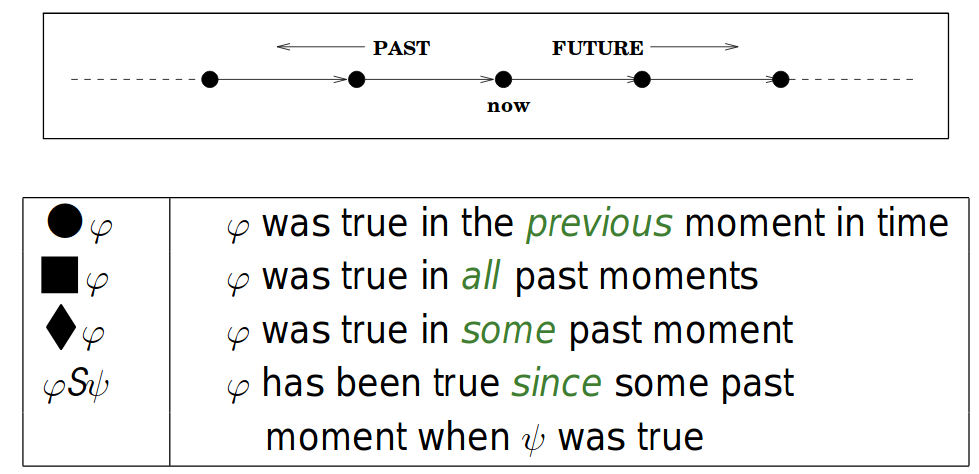 PAST FUTURE
now
●φ φ was true in the previous moment in time
■φ φ was true in all past moments
♦φ φ was true in some past moment
φSψ φ has been true since some past
moment when ψ was true